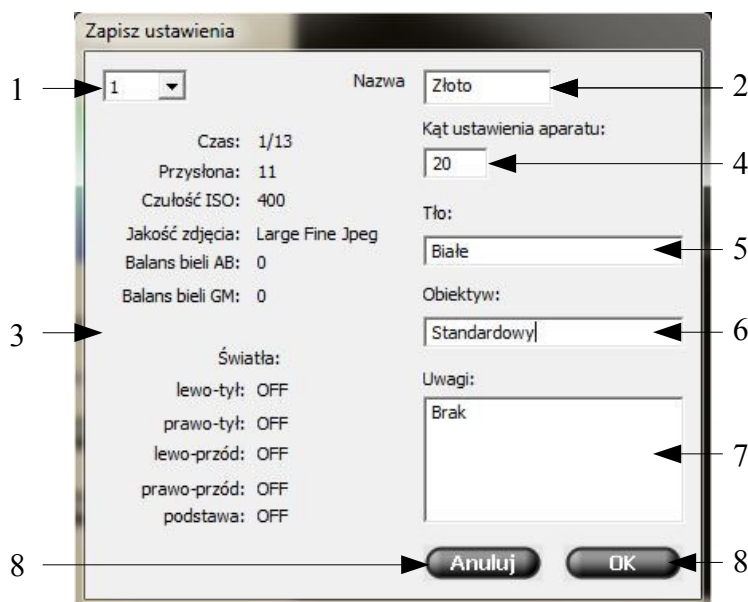 Zapisz ustawienia
1 1 Nazwa Złoto 2
Kąt ustawienia aparatu:
Czas: 1/13
20 4
Przysłona: 11
Czułość ISO: 400
Tło:
Jakość zdjęcia: Large Fine Jpeg
Białe 5
Balans bieli AB: 0
Obiektyw:
Balans bieli GM: 0
3 Standardowy 6
Światła:
Uwagi:
lewo-tył: OFF
Brak
prawo-tył: OFF
lewo-przód: OFF
7
prawo-przód: OFF
podstawa: OFF
8 Anuluj OK 8